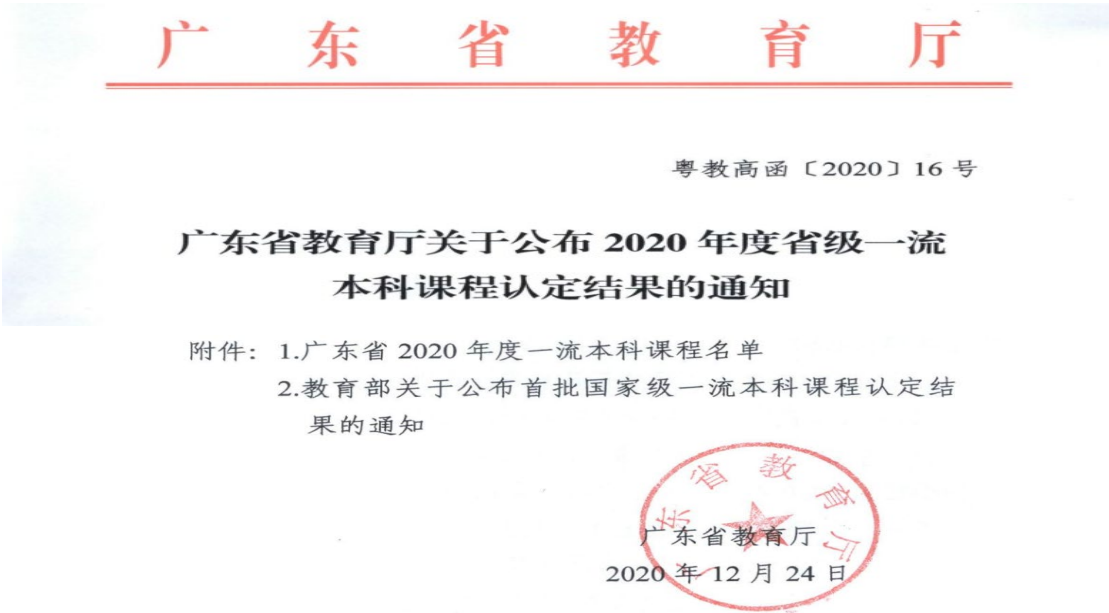 广东省教育厅
粤教高函〔2020〕16号
广东省教育厅关于公布2020年度省级一流
本科课程认定结果的通知
附件：1.广东省2020年度一流本科课程名单
2.教育部关于公布首批国家级一流本科课程认定结
果的通知
广东省教育厅
广东省教育厅
2020年12月24日